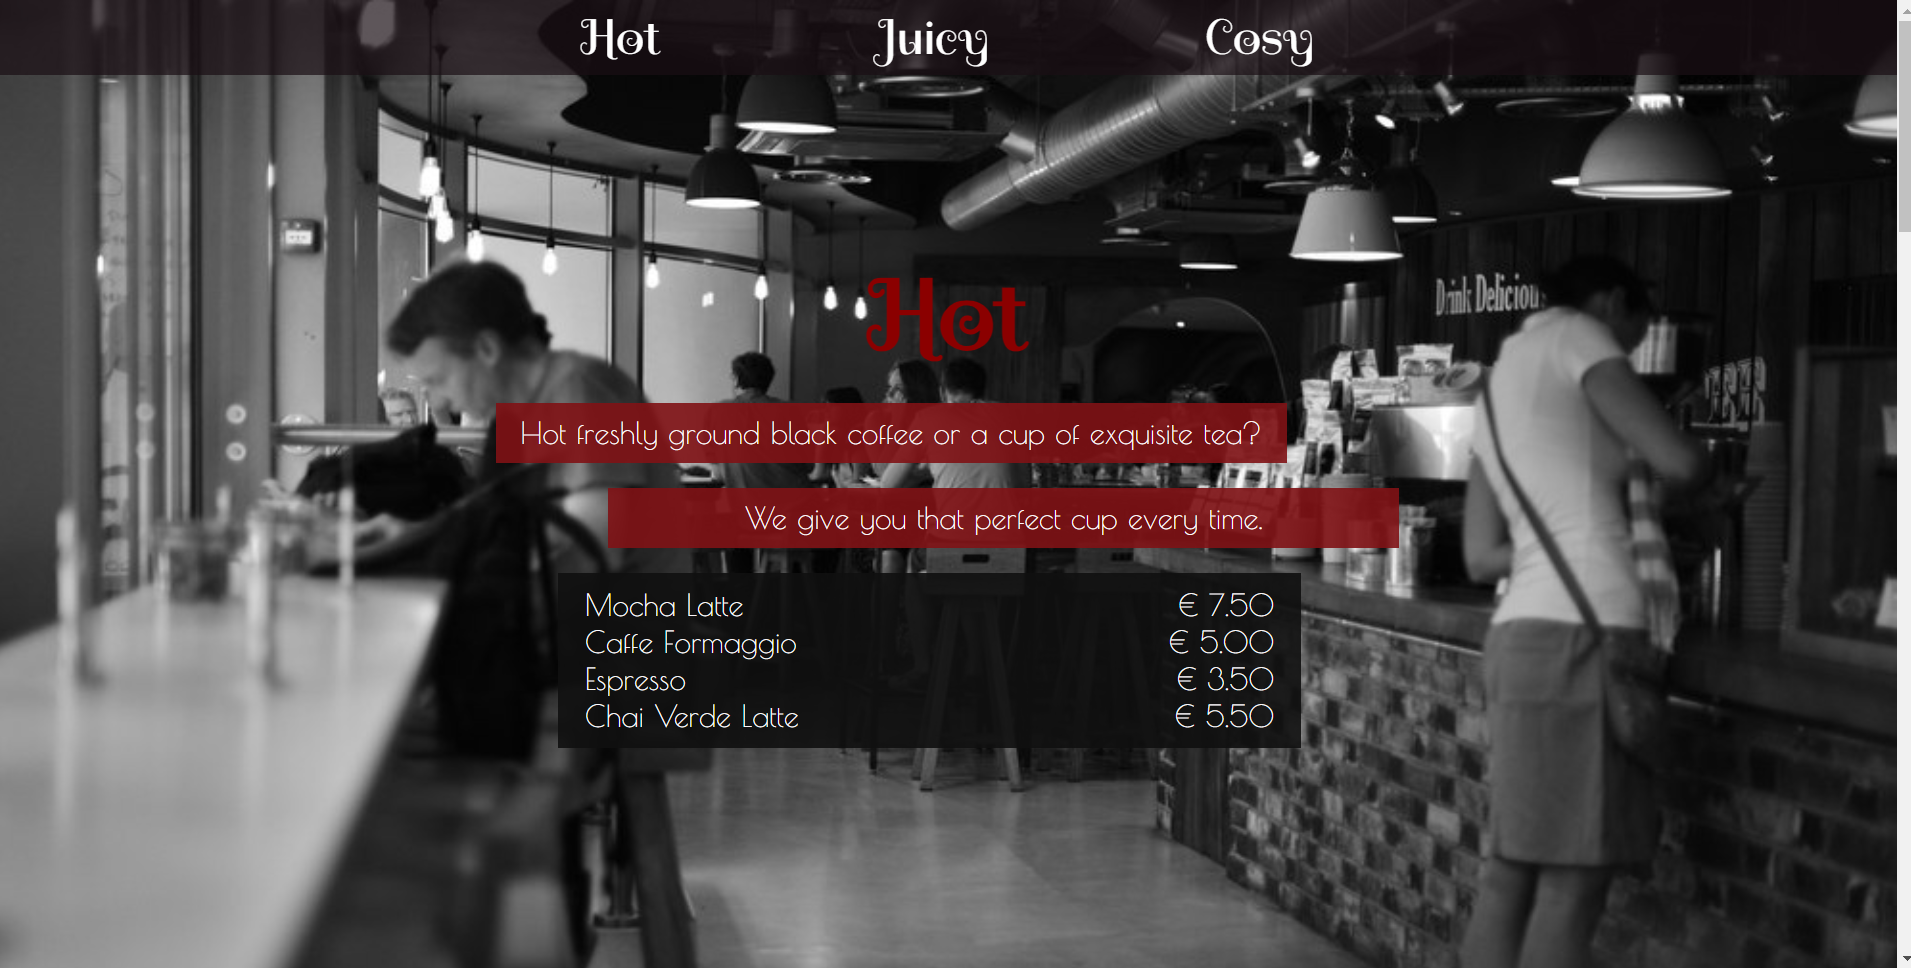 Hot Juicy Cosy
Drink Delicious
Hot
Hot freshly ground black coffee or a cup of exquisite tea?
We give you that perfect cup every time.
Mocha Latte € 7.50
Caffe Formaggio € 5.00
Espresso € 3.50
Chai Verde Latte € 5.50